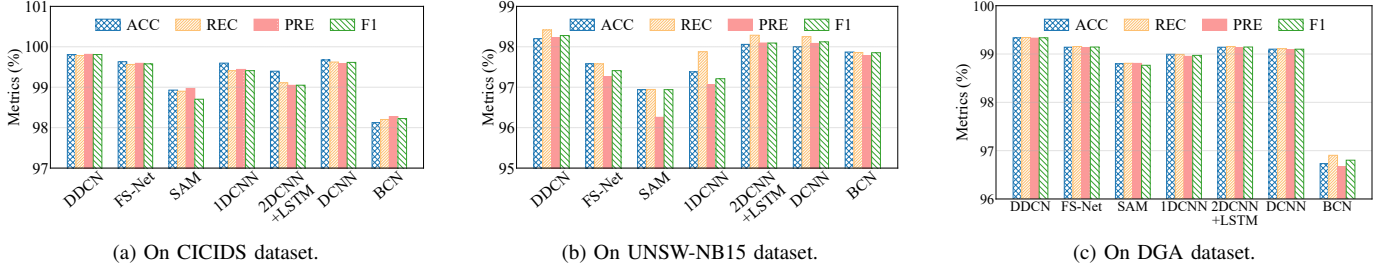 ACC REC PRE F1
Metrics (%)
101
100
99
98
97
DDCN FS-Net SAM 1DCNN 2DCNN +LSTM DCNN BCN
(a) On CICIDS dataset.
ACC REC PRE F1
Metrics (%)
99
98
97
96
95
DDCN FS-Net SAM 1DCNN 2DCNN +LSTM DCNN BCN
(b) On UNSW-NB15 dataset.
ACC REC PRE F1
Metrics (%)
100
99
98
97
96
DDCN FS-Net SAM 1DCNN 2DCNN DCNN BCN
+LSTM
(c) On DGA dataset.